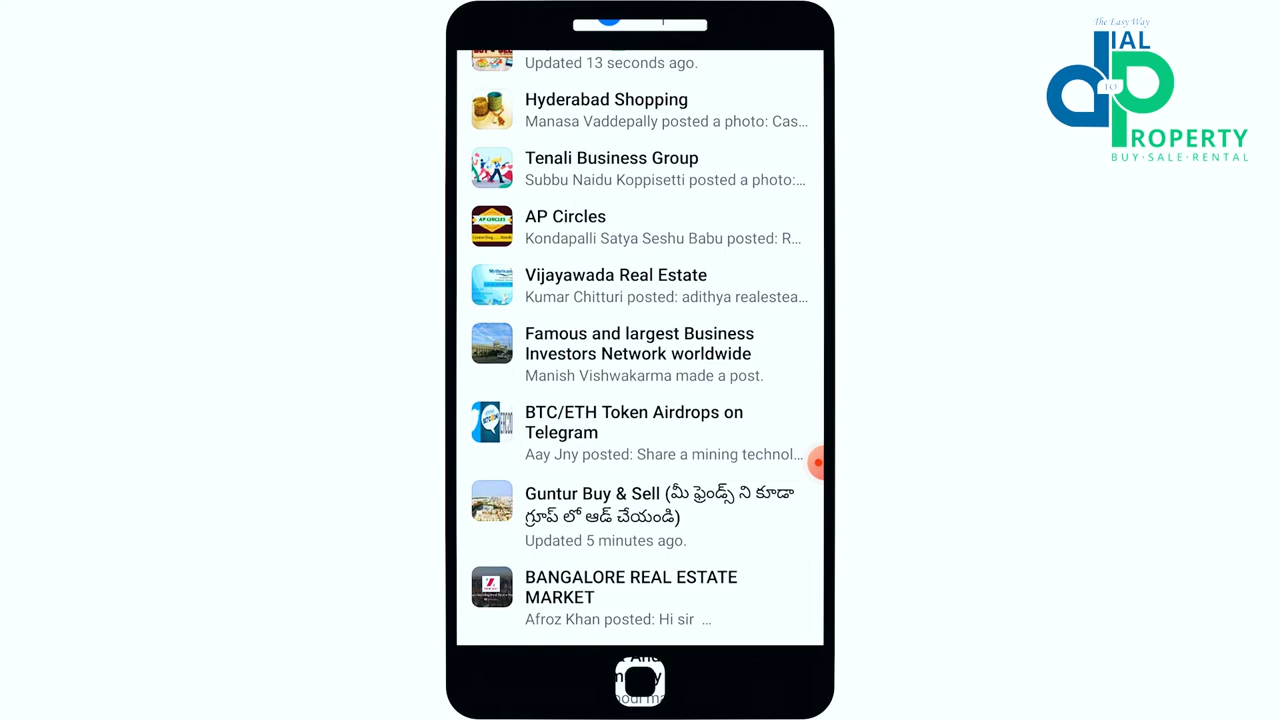 The Easy Way
DIAL
TO
PROPERTY
BUY·SALE·RENTAL
Updated 13 seconds ago.
Hyderabad Shopping
Manasa Vaddepally posted a photo: Cas...
Tenali Business Group
Subbu Naidu Koppisetti posted a photo:...
AP CIRCLES
AP Circles
Kondapalli Satya Seshu Babu posted: R...
Vijayawada Real Estate
Kumar Chitturi posted: adithya realestea...
Famous and largest Business
Investors Network worldwide
Manish Vishwakarma made a post.
BTC/ETH Token Airdrops on
Telegram
Aay Jny posted: Share a mining technol...
Guntur Buy & Sell (మీ ఫ్రెండ్స్ ని కూడా
గ్రూప్ లో ఆడ్ చేయండి)
Updated 5 minutes ago.
BANGALORE REAL ESTATE
MARKET
Afroz Khan posted: Hi sir ...